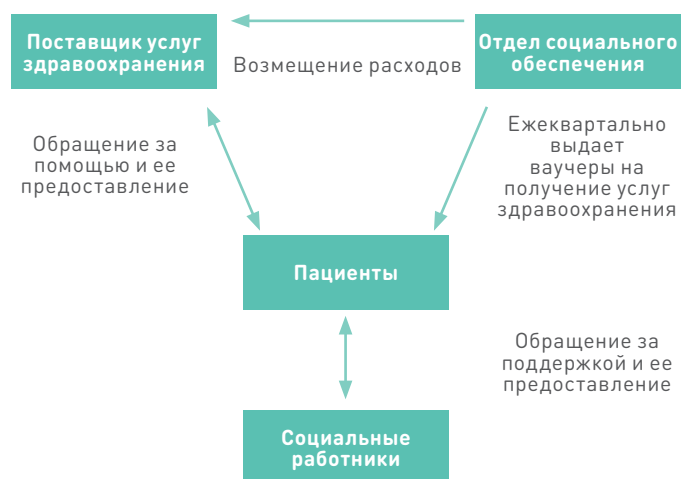 Поставщик услуг
здравоохранения
Возмещение расходов
Отдел социального
обеспечения
Обращение за
помощью и ее
предоставление
Ежеквартально
выдает
ваучеры на
получение услуг
здравоохранения
Пациенты
Обращение за
поддержкой и ее
предоставление
Социальные
работники